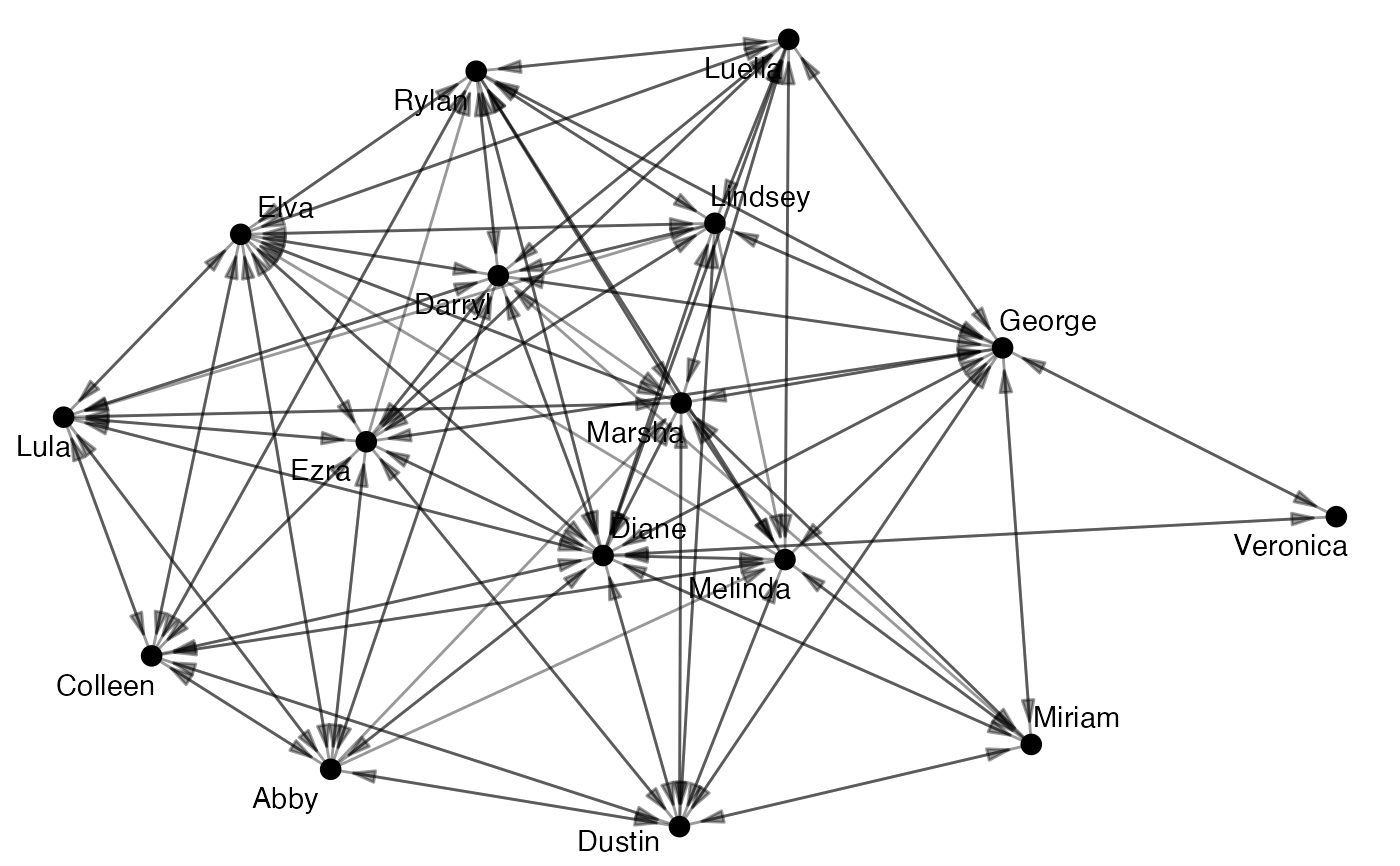 Luella
Rylan
Lindsey
Elva
Darryl
George
Marsha
Lula
Ezra
Diane
Veronica
Melinda
Colleen
Miriam
Abby
Dustin